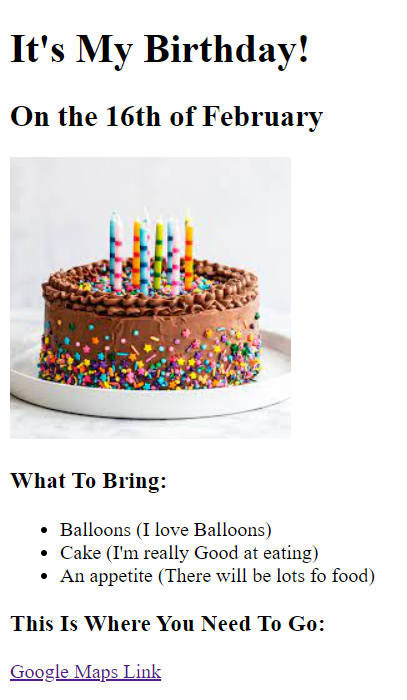 It's My Birthday!
On the 16th of February
What To Bring:
Balloons (I love Balloons)
Cake (I'm really Good at eating)
An appetite (There will be lots fo food)
This Is Where You Need To Go:
Google Maps Link